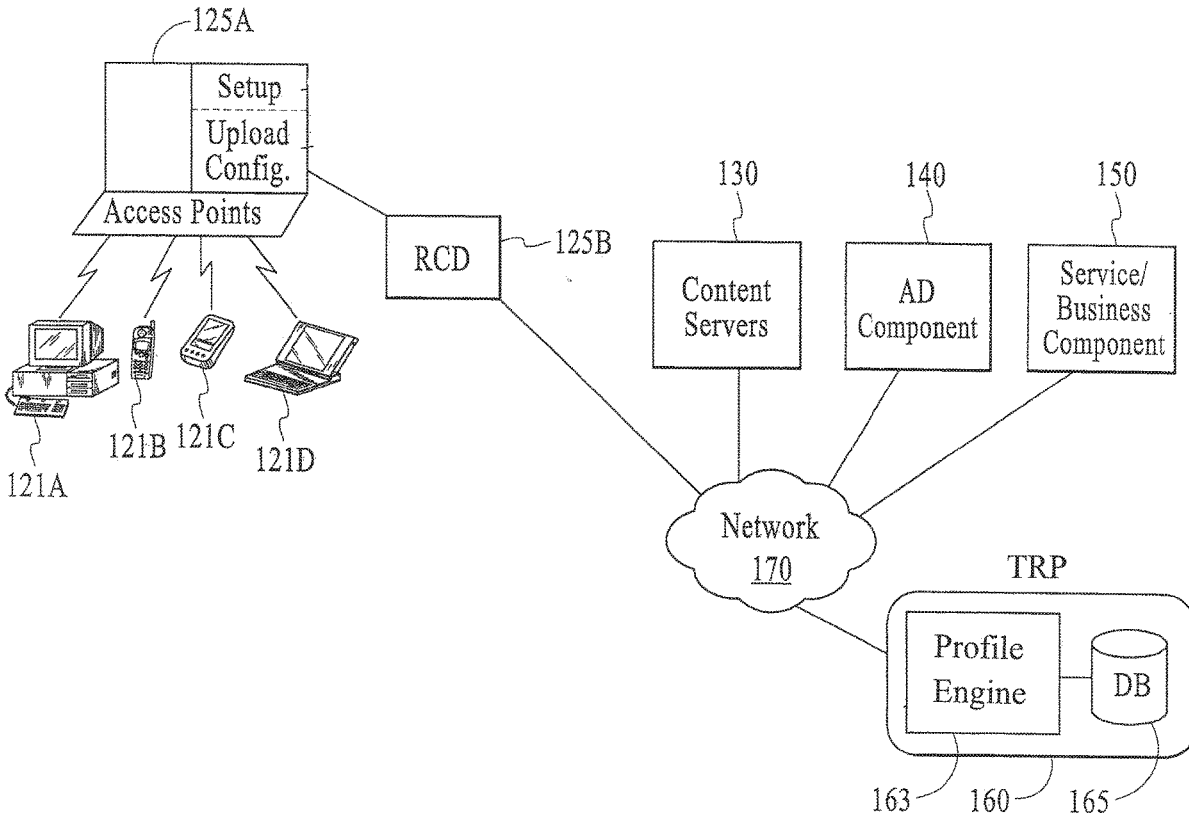 125A
Setup
Upload
Config.
Access Points
RCD
125B
130
140
150
Content
Servers
AD
Component
Service/
Business
Component
121A
121B
121C
121D
Network
170
TRP
Profile
Engine
DB
163
160
165